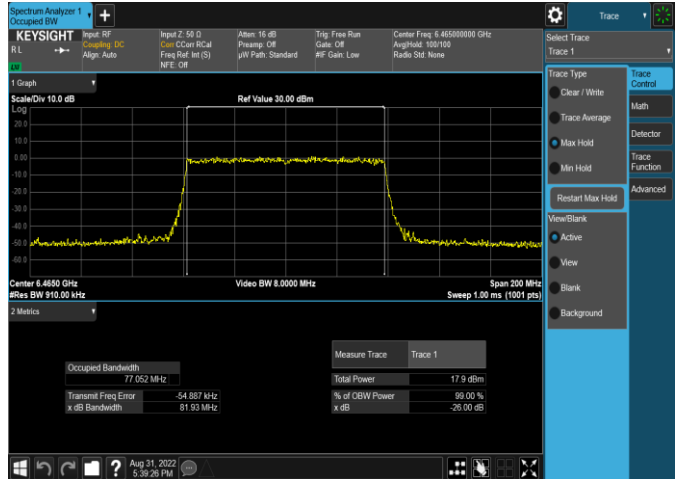 Spectrum Analyzer 1
Occupied BW
+
Trace
KEYSIGHT
Input: RF
Input Z: 50 Ω
Atten: 16 dB
Trig: Free Run
Center Freq: 6.465000000 GHz
R L
Coupling: DC
Corr CCorr RCal
Preamp: Off
Gate: Off
Avg|Hold: 100/100
Align: Auto
Freq Ref: Int (S)
µW Path: Standard
#IF Gain: Low
Radio Std: None
NFE: Off
Select Trace
Trace 1
1 Graph
Scale/Div 10.0 dB
Ref Value 30.00 dBm
Log
20.0
10.0
0.00
-10.0
-20.0
-30.0
-40.0
-50.0
-60.0
Center 6.4650 GHz
Video BW 8.0000 MHz
Span 200 MHz
#Res BW 910.00 kHz
Sweep 1.00 ms (1001 pts)
2 Metrics
Measure Trace
Trace 1
Occupied Bandwidth
77.052 MHz
Total Power
17.9 dBm
Transmit Freq Error
-54.887 kHz
% of OBW Power
99.00 %
x dB Bandwidth
81.93 MHz
x dB
-26.00 dB
Trace Type
Clear / Write
Trace Average
Max Hold
Min Hold
Restart Max Hold
View/Blank
Active
View
Blank
Background
Trace
Control
Math
Detector
Trace
Function
Advanced
?
Aug 31, 2022
5:39:26 PM